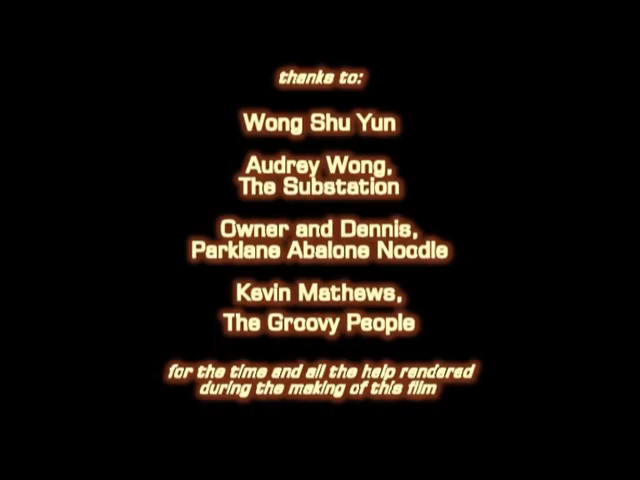 thanks to:
Wong Shu Yun
Audrey Wong,
The Substation
Owner and Dennis,
Parklane Abalone Noodle
Kevin Mathews,
The Groovy People
for the time and all the help rendered
during the making of this film